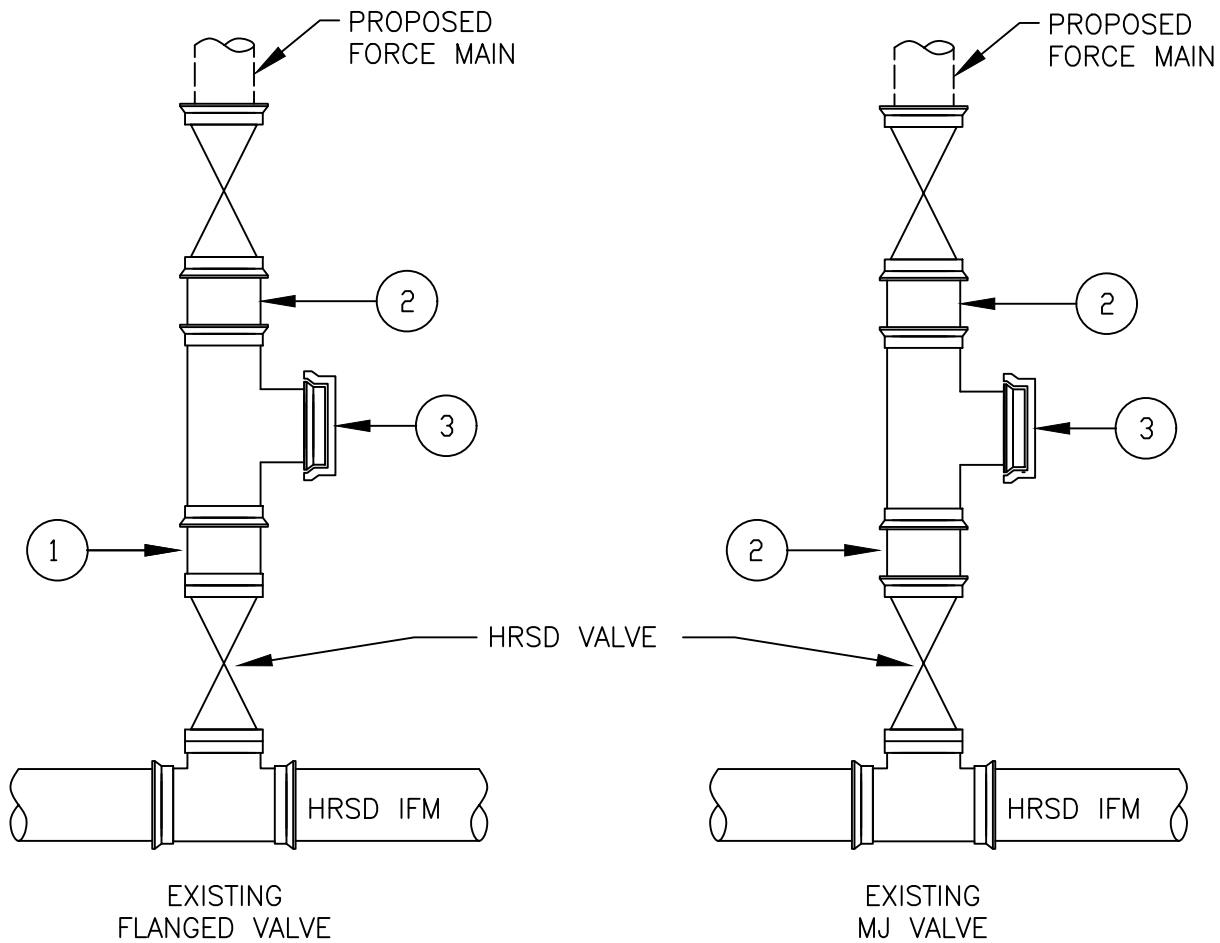 PROPOSED
FORCE MAIN
2
3
1
HRSD VALVE
HRSD IFM
EXISTING
FLANGED VALVE
PROPOSED
FORCE MAIN
2
3
2
HRSD IFM
EXISTING
MJ VALVE